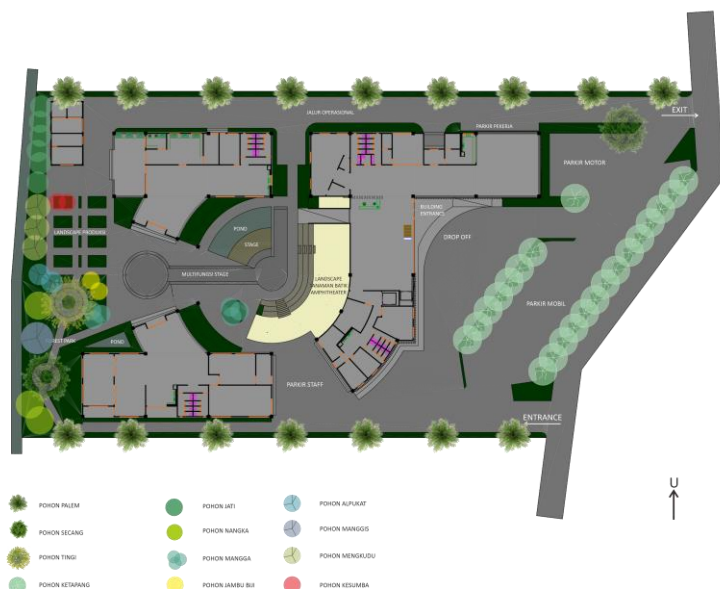 EXIT
JALUR OPERASIONAL
PARKIR PEKERJA
PARKIR MOTOR
BUILDING
ENTRANCE
LANDSCAPE PRODUKSI
POND
STAGE
DROP OFF
MULTIFUNGSI STAGE
LANDSCAPE
TANAMAN BATIK
AMPHITHEATER
PARKIR MOBIL
POND
PARKIR STAFF
ENTRANCE
U
POHON PALEM
POHON JATI
POHON ALPUKAT
POHON SECANG
POHON NANGKA
POHON MANGGIS
POHON TINGI
POHON MANGGA
POHON MENGKUDU
POHON KETAPANG
POHON JAMBU BIJI
POHON KESUMBA